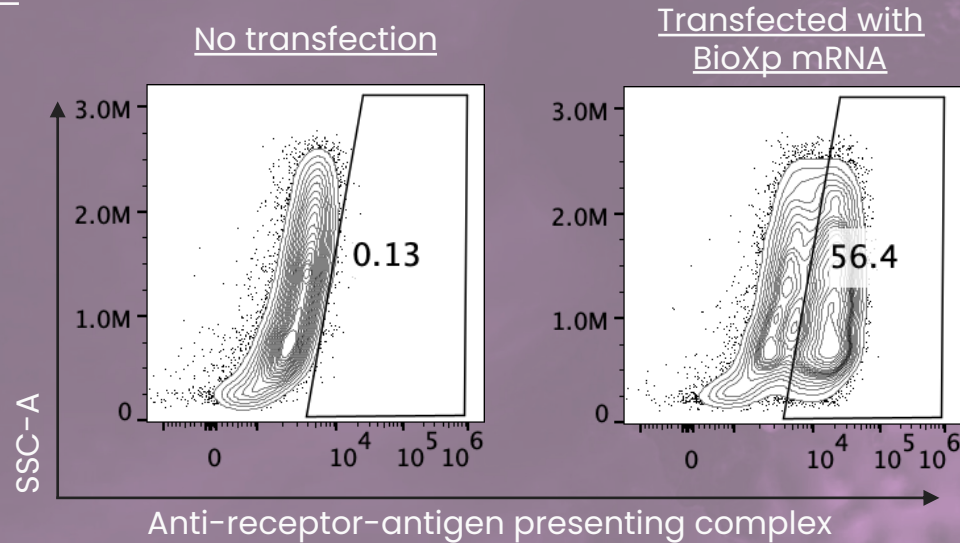 No transfection
Transfected with
BioXp mRNA
3.0M
2.0M
1.0M
0
0.13
0
10^4
10^5
10^6
3.0M
2.0M
1.0M
0
56.4
0
10^4
10^5
10^6
SSC-A
Anti-receptor-antigen presenting complex